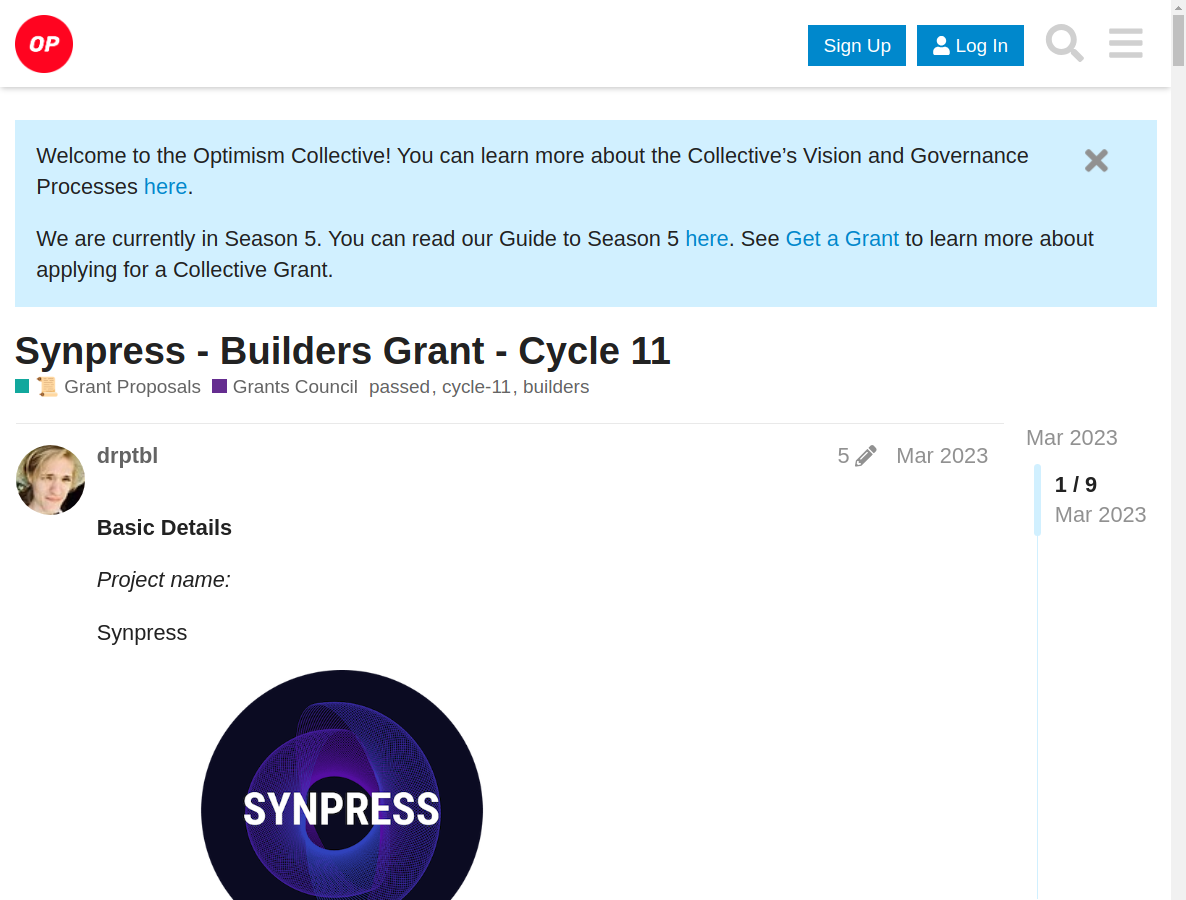 OP
Sign Up
Log In
Welcome to the Optimism Collective! You can learn more about the Collective’s Vision and Governance
Processes here.
We are currently in Season 5. You can read our Guide to Season 5 here. See Get a Grant to learn more about
applying for a Collective Grant.
Synpress - Builders Grant - Cycle 11
📜 Grant Proposals Grants Council passed, cycle-11, builders
drptbl 5 Mar 2023
Mar 2023
1 / 9
Mar 2023
Basic Details
Project name:
Synpress
SYNPRESS